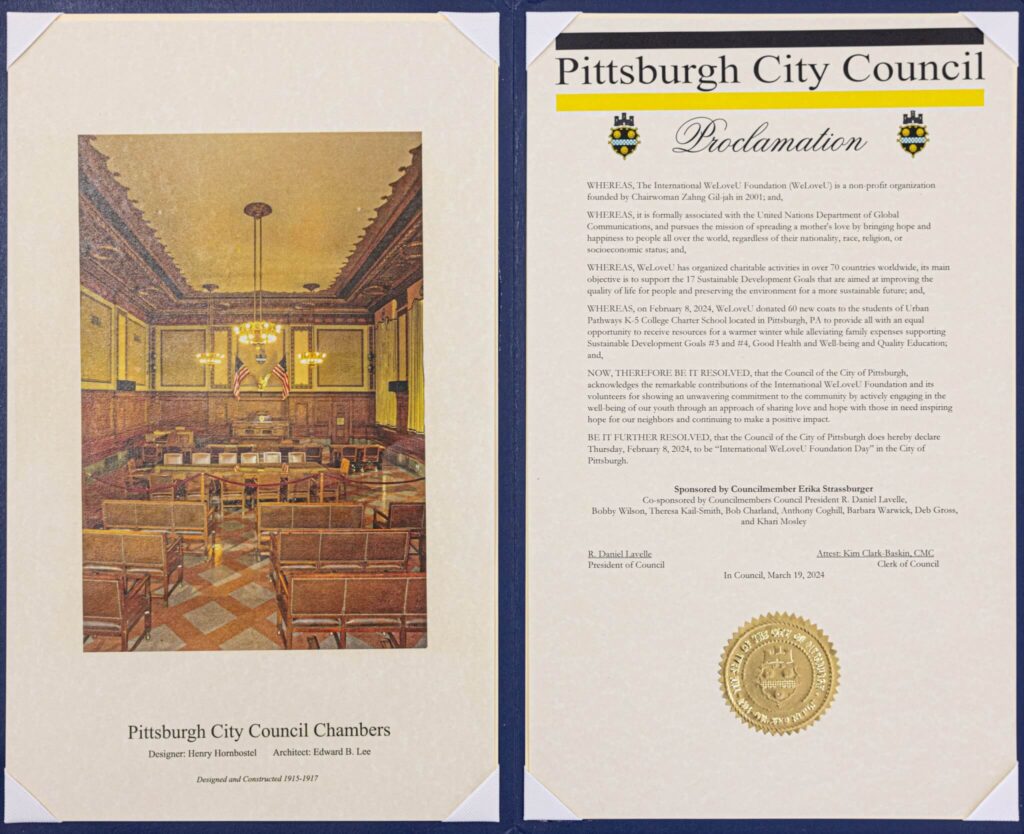 Pittsburgh City Council Chambers
Designer: Henry Hornbostel Architect: Edward B. Lee
Designed and Constructed 1915-1917
Pittsburgh City Council
Proclamation
WHEREAS, The International WeLoveU Foundation (WeLoveU) is a non-profit organization
founded by Chairwoman Zahng Gil-jah in 2001; and,
WHEREAS, it is formally associated with the United Nations Department of Global
Communications, and pursues the mission of spreading a mother's love by bringing hope and
happiness to people all over the world, regardless of their nationality, race, religion, or
socioeconomic status; and,
WHEREAS, WeLoveU has organized charitable activities in over 70 countries worldwide, its main
objective is to support the 17 Sustainable Development Goals that are aimed at improving the
quality of life for people and preserving the environment for a more sustainable future; and,
WHEREAS, on February 8, 2024, WeLoveU donated 60 new coats to the students of Urban
Pathways K-5 College Charter School located in Pittsburgh, PA to provide all with an equal
opportunity to receive resources for a warmer winter while alleviating family expenses supporting
Sustainable Development Goals #3 and #4, Good Health and Well-being and Quality Education;
and,
NOW, THEREFORE BE IT RESOLVED, that the Council of the City of Pittsburgh,
acknowledges the remarkable contributions of the International WeLoveU Foundation and its
volunteers for showing an unwavering commitment to the community by actively engaging in the
well-being of our youth through an approach of sharing love and hope with those in need inspiring
hope for our neighbors and continuing to make a positive impact.
BE IT FURTHER RESOLVED, that the Council of the City of Pittsburgh does hereby declare
Thursday, February 8, 2024, to be “International WeLoveU Foundation Day” in the City of
Pittsburgh.
Sponsored by Councilmember Erika Strassburger
Co-sponsored by Councilmembers Council President R. Daniel Lavelle,
Bobby Wilson, Theresa Kail-Smith, Bob Charland, Anthony Coghill, Barbara Warwick, Deb Gross,
and Khari Mosley
R. Daniel Lavelle Attest: Kim Clark-Baskin, CMC
President of Council Clerk of Council
In Council, March 19, 2024